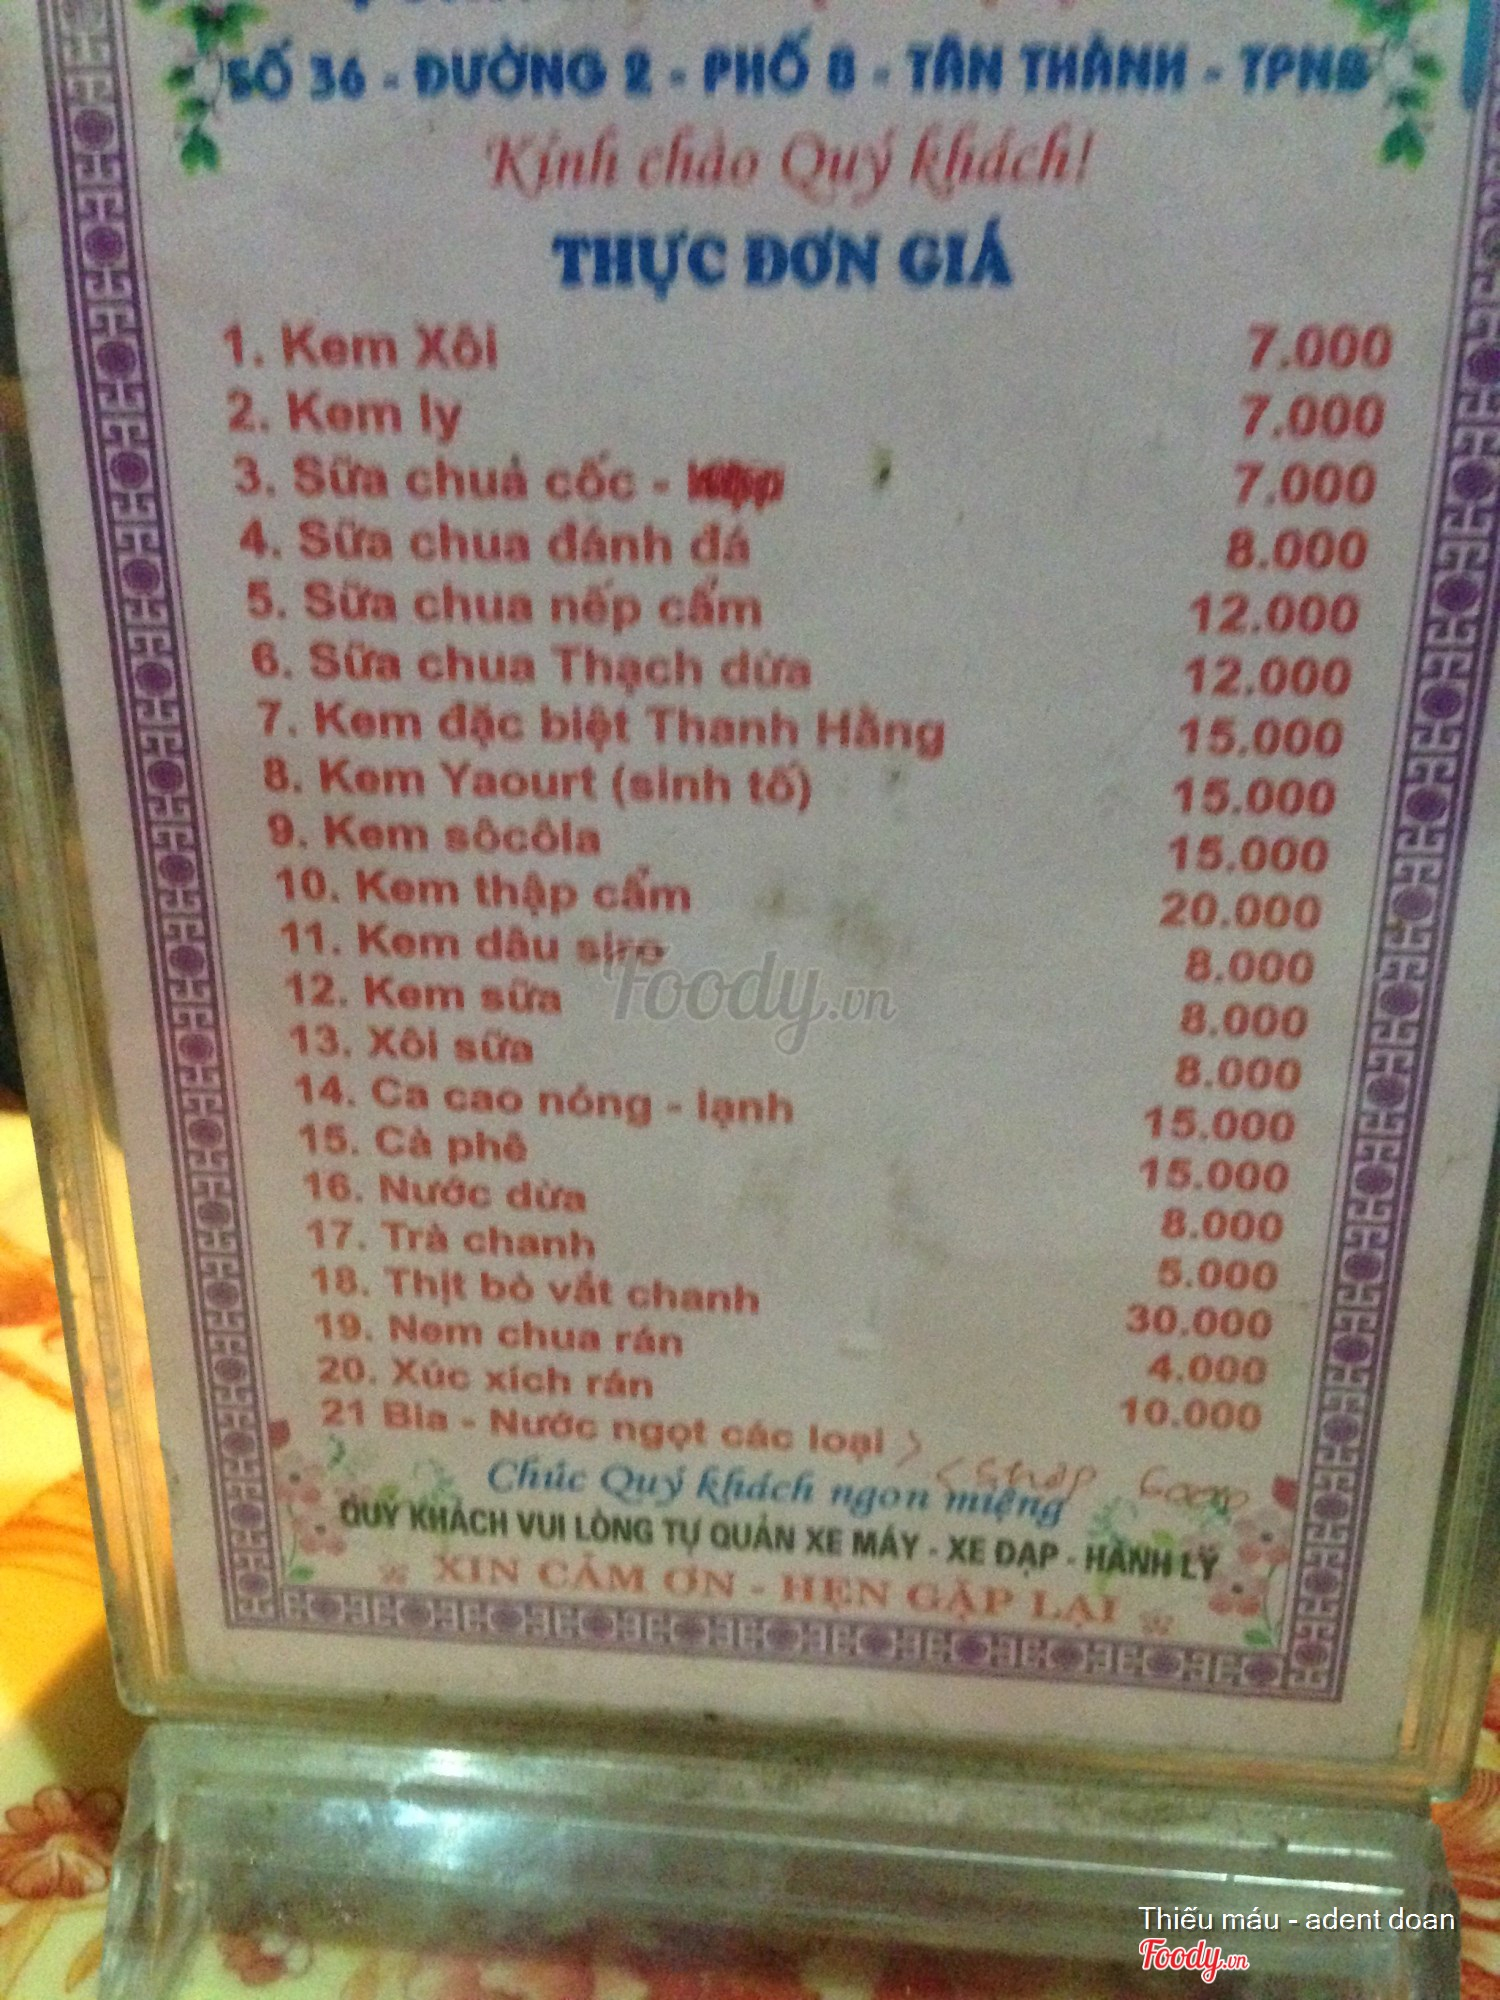 SỐ 36 - ĐƯỜNG 2 - PHỐ 8 - TÂN THÀNH - TPNB
Kính chào Quý khách!
THỰC ĐƠN GIÁ
1. Kem Xôi 7.000
2. Kem ly 7.000
3. Sữa chua cốc - 7.000
4. Sữa chua đánh đá 8.000
5. Sữa chua nếp cẩm 12.000
6. Sữa chua Thạch dừa 12.000
7. Kem đặc biệt Thanh Hằng 15.000
8. Kem Yaourt (sinh tố) 15.000
9. Kem sôcôla 15.000
10. Kem thập cẩm 20.000
11. Kem dâu siro 8.000
12. Kem sữa 8.000
13. Xôi sữa 8.000
14. Ca cao nóng - lạnh 15.000
15. Cà phê 15.000
16. Nước dừa 8.000
17. Trà chanh 5.000
18. Thịt bò vắt chanh 30.000
19. Nem chua rán 4.000
20. Xúc xích rán 10.000
21 Bia - Nước ngọt các loại
Chúc Quý khách ngon miệng
QUÝ KHÁCH VUI LÒNG TỰ QUẢN XE MÁY - XE ĐẠP - HÀNH LÝ
XIN CẢM ƠN - HẸN GẶP LẠI
Foody.vn
Thiếu máu - adent doan
Foody.vn